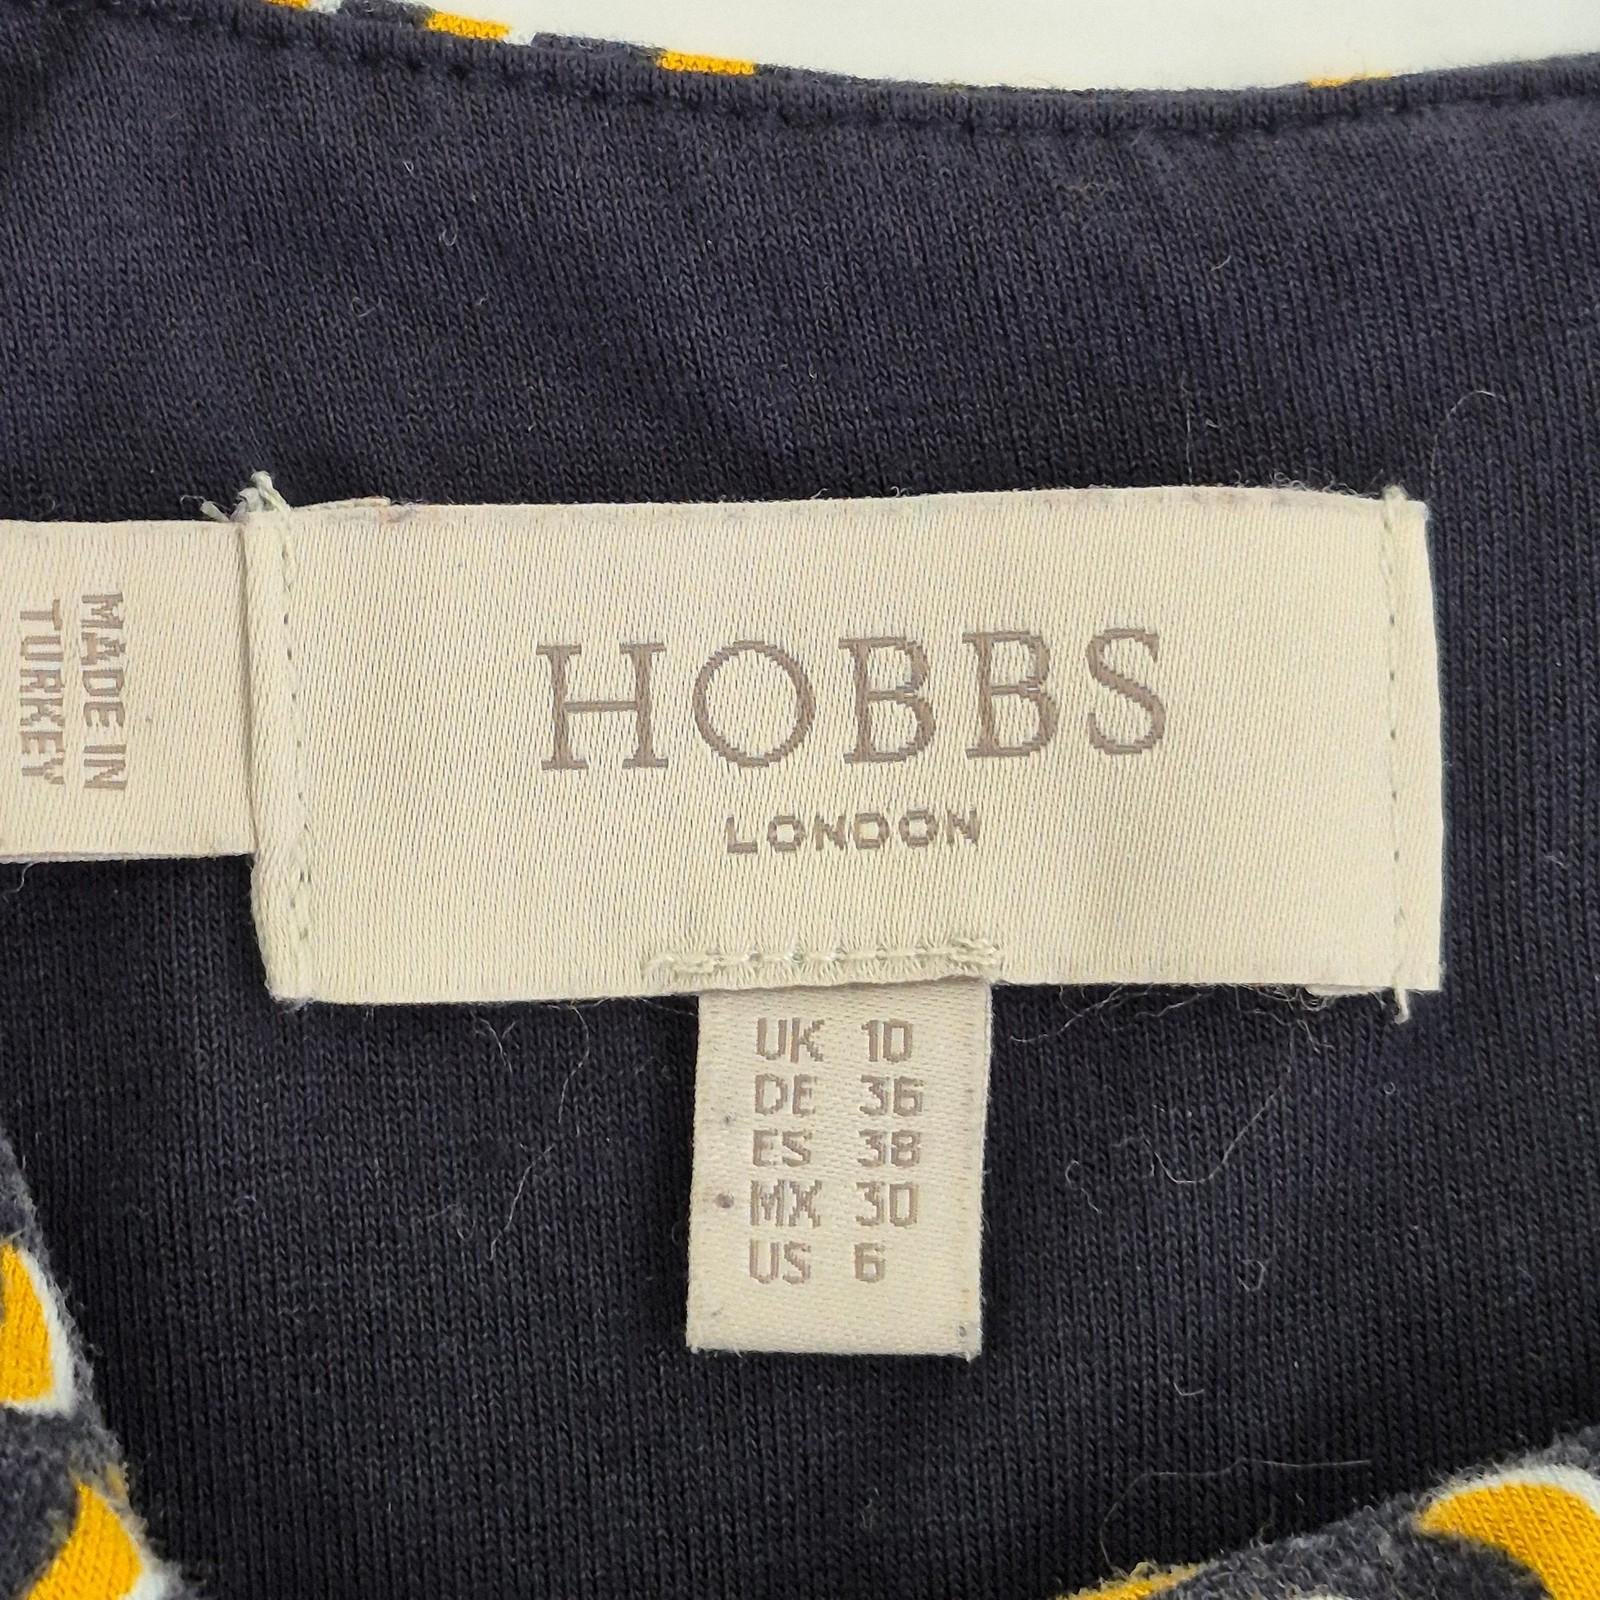 MADE IN
TURKEY
HOBBS
LONDON
UK 10
DE 36
ES 38
MX 30
US 6